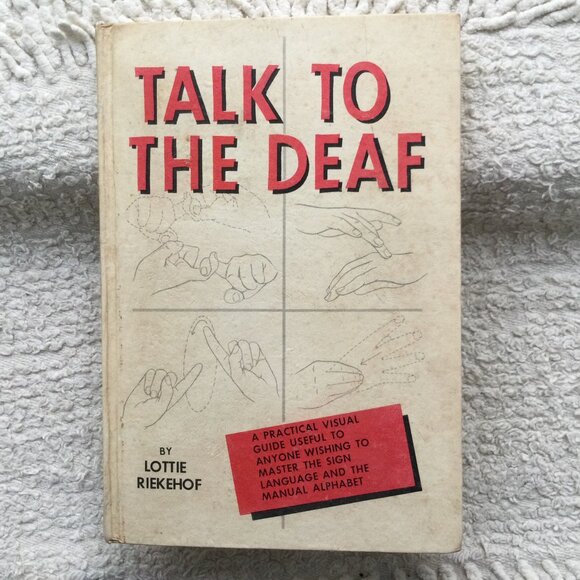 TALK TO
THE DEAF
BY
LOTTIE
RIEKEHOF
A PRACTICAL VISUAL
GUIDE USEFUL TO
ANYONE WISHING TO
MASTER THE SIGN
LANGUAGE AND THE
MANUAL ALPHABET